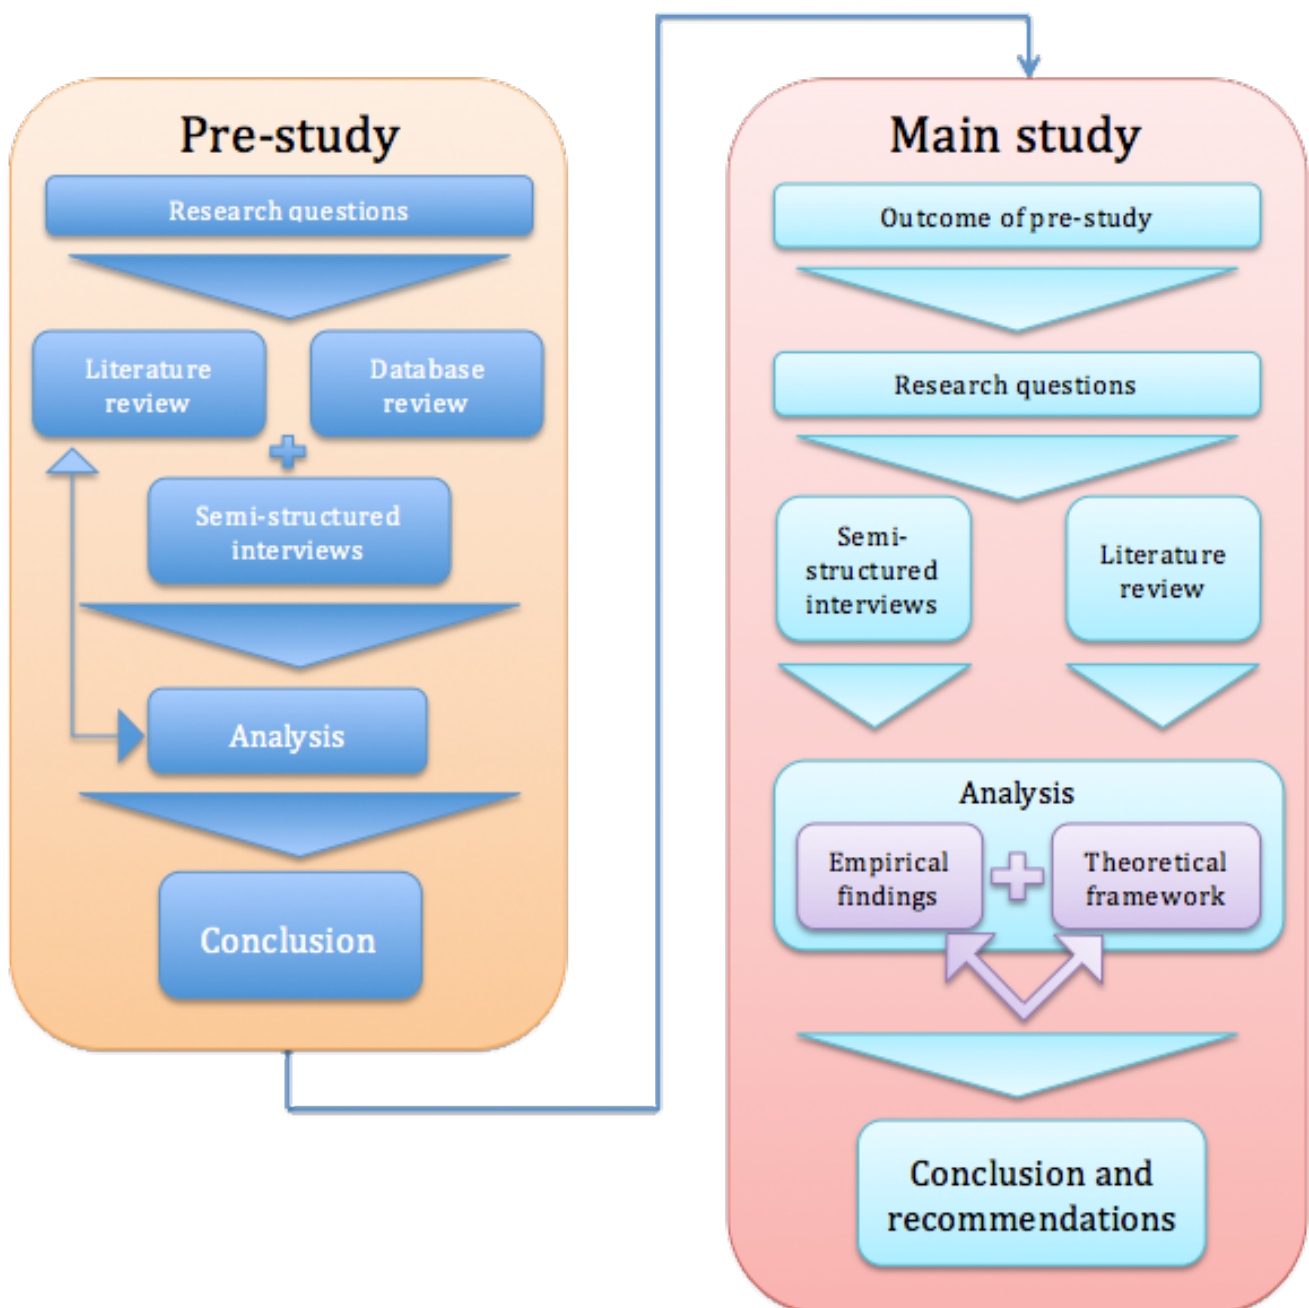 Pre-study
Research questions
Literature
review
Database
review
Semi-structured
interviews
Analysis
Conclusion
Main study
Outcome of pre-study
Research questions
Semi-
structured
interviews
Literature
review
Analysis
Empirical
findings
Theoretical
framework
Conclusion and
recommendations